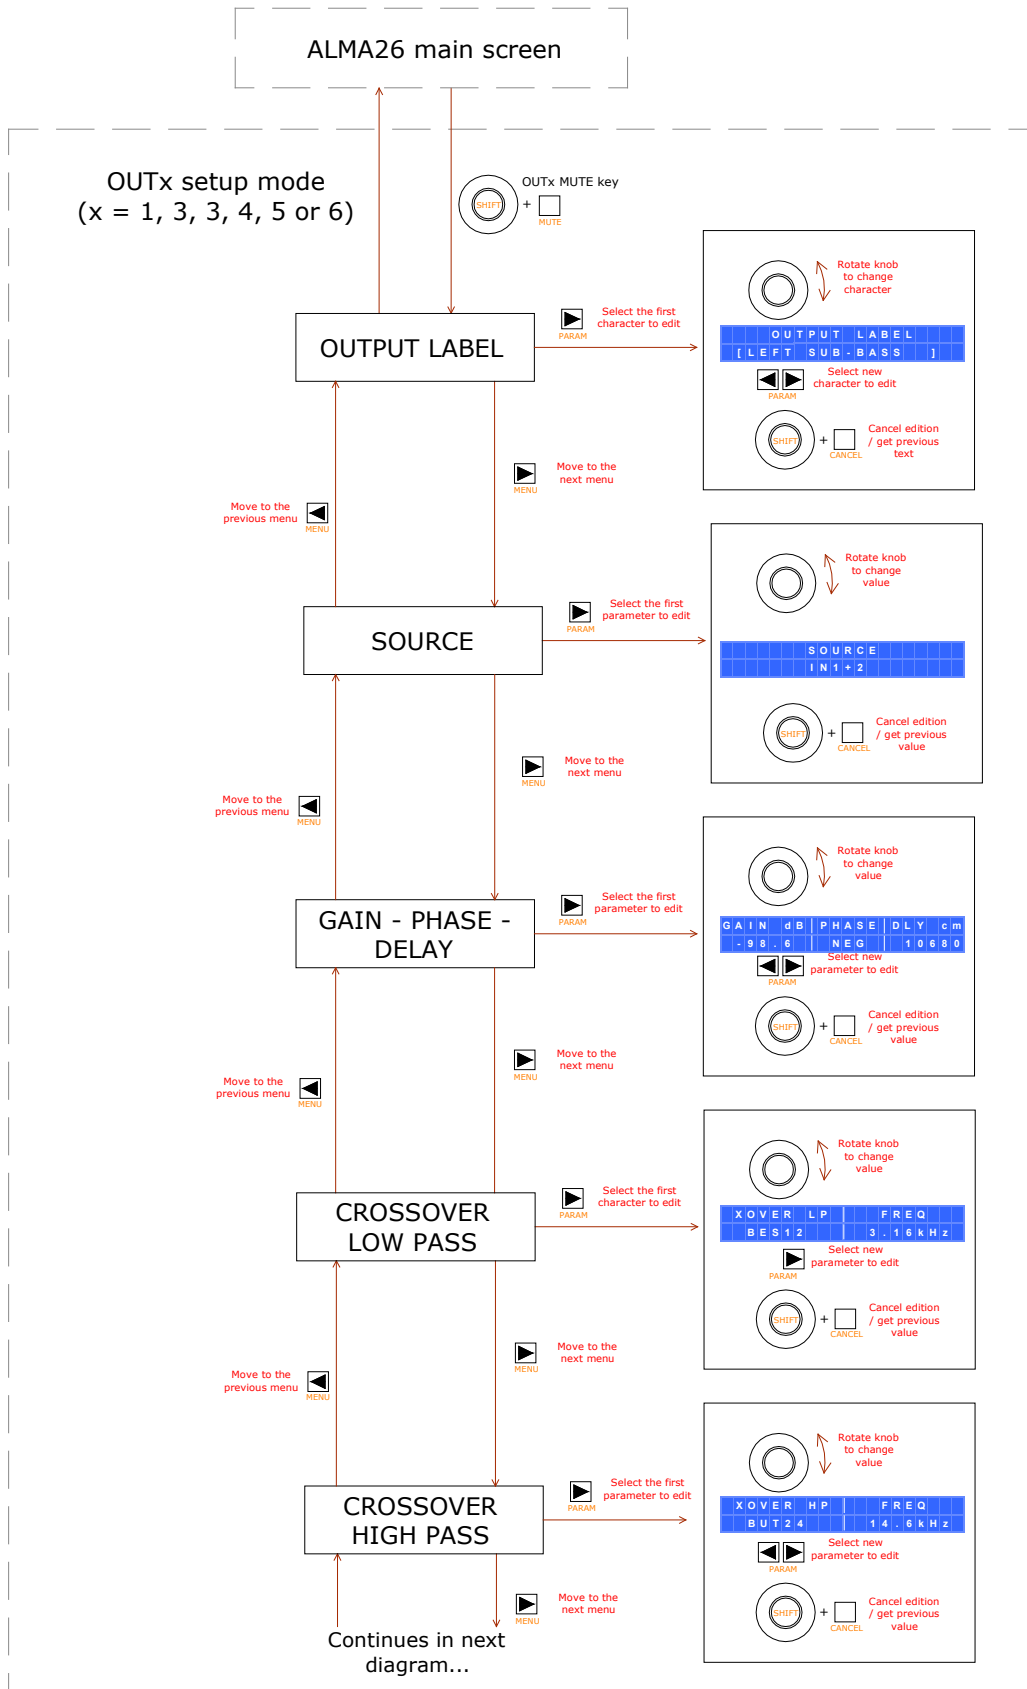 ALMA26 main screen
OUTx setup mode
(x = 1, 3, 3, 4, 5 or 6)
OUTx MUTE key
SHIFT
+
MUTE
OUTPUT LABEL
PARAM
Select the first
character to edit
Rotate knob
to change
character
OUTPUT LABEL
[LEFT SUB-BASS ]
PARAM
Select new
character to edit
SHIFT
+
CANCEL
Cancel edition
/ get previous
text
Move to the
previous menu
MENU
MENU
Move to the
next menu
SOURCE
PARAM
Select the first
parameter to edit
Rotate knob
to change
value
SOURCE
IN1+2
SHIFT
+
CANCEL
Cancel edition
/ get previous
value
Move to the
previous menu
MENU
MENU
Move to the
next menu
GAIN - PHASE -
DELAY
PARAM
Select the first
parameter to edit
Rotate knob
to change
value
GAIN dB|PHASE|DLY cm
-98.6 | NEG | 10680
PARAM
Select new
parameter to edit
SHIFT
+
CANCEL
Cancel edition
/ get previous
value
Move to the
previous menu
MENU
MENU
Move to the
next menu
CROSSOVER
LOW PASS
PARAM
Select the first
character to edit
Rotate knob
to change
value
XOVER LP | FREQ
BES12 | 3.16kHz
PARAM
Select new
parameter to edit
SHIFT
+
CANCEL
Cancel edition
/ get previous
value
Move to the
previous menu
MENU
MENU
Move to the
next menu
CROSSOVER
HIGH PASS
PARAM
Select the first
parameter to edit
Rotate knob
to change
value
XOVER HP | FREQ
BUT24 | 14.6kHz
PARAM
Select new
parameter to edit
SHIFT
+
CANCEL
Cancel edition
/ get previous
value
MENU
Move to the
next menu
Continues in next
diagram...